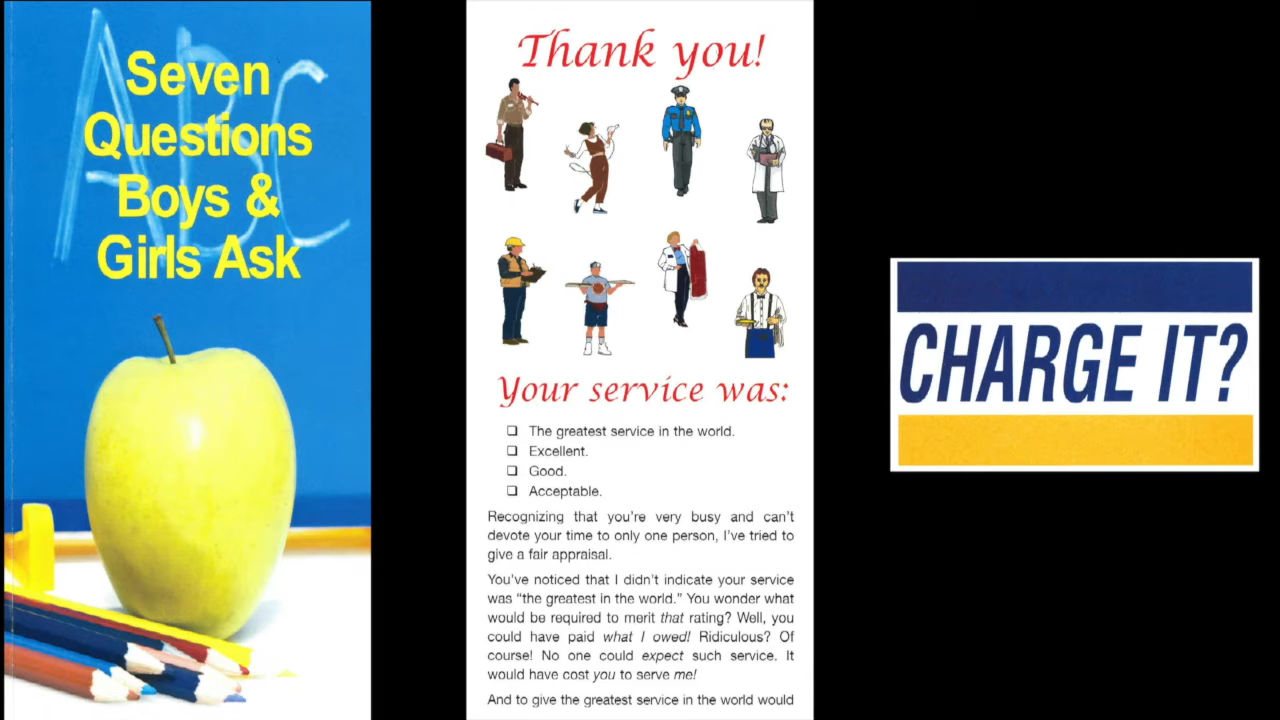 ABC
Seven
Questions
Boys &
Girls Ask
Thank you!
Your service was:
❑ The greatest service in the world.
❑ Excellent.
❑ Good.
❑ Acceptable.
Recognizing that you're very busy and can't
devote your time to only one person, I've tried to
give a fair appraisal.
You've noticed that I didn't indicate your service
was “the greatest in the world.” You wonder what
would be required to merit that rating? Well, you
could have paid what I owed! Ridiculous? Of
course! No one could expect such service. It
would have cost you to serve me!
And to give the greatest service in the world would
CHARGE IT?